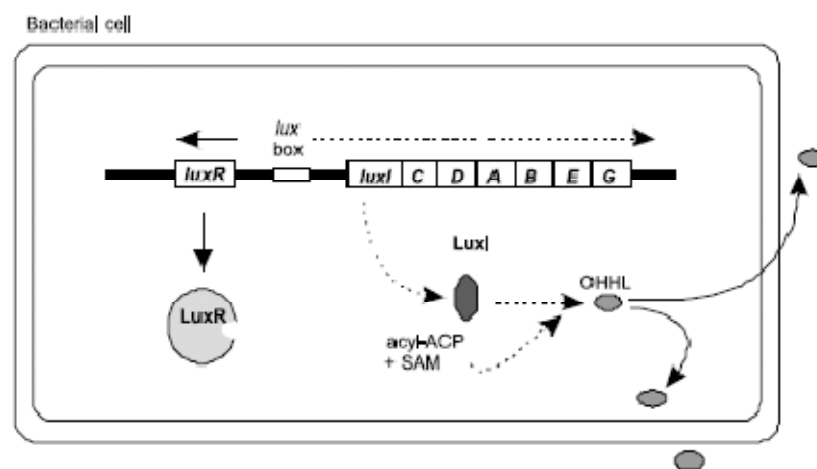 Bacterial cell
lux
box
luxR
luxI
C
D
A
B
E
G
LuxI
OHHL
LuxR
acyl-ACP
+ SAM